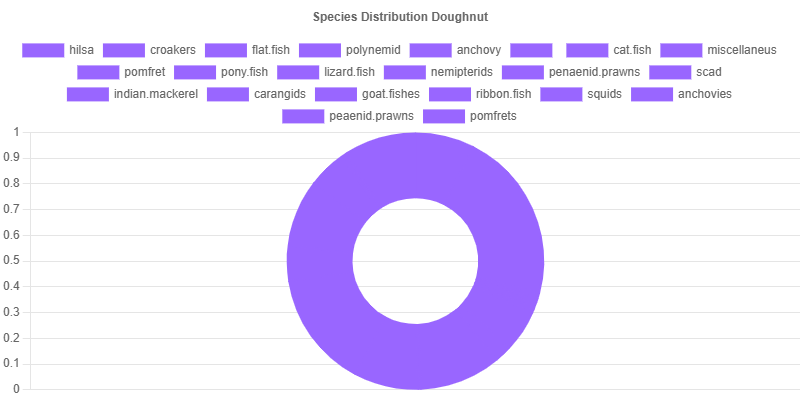 Species Distribution Doughnut
hilsa croakers flat.fish polynemid anchovy cat.fish miscellaneus
pomfret pony.fish lizard.fish nemipterids penaenid.prawns scad
indian.mackerel carangids goat.fishes ribbon.fish squids anchovies
peaenid.prawns pomfrets
1
0.9
0.8
0.7
0.6
0.5
0.4
0.3
0.2
0.1
0